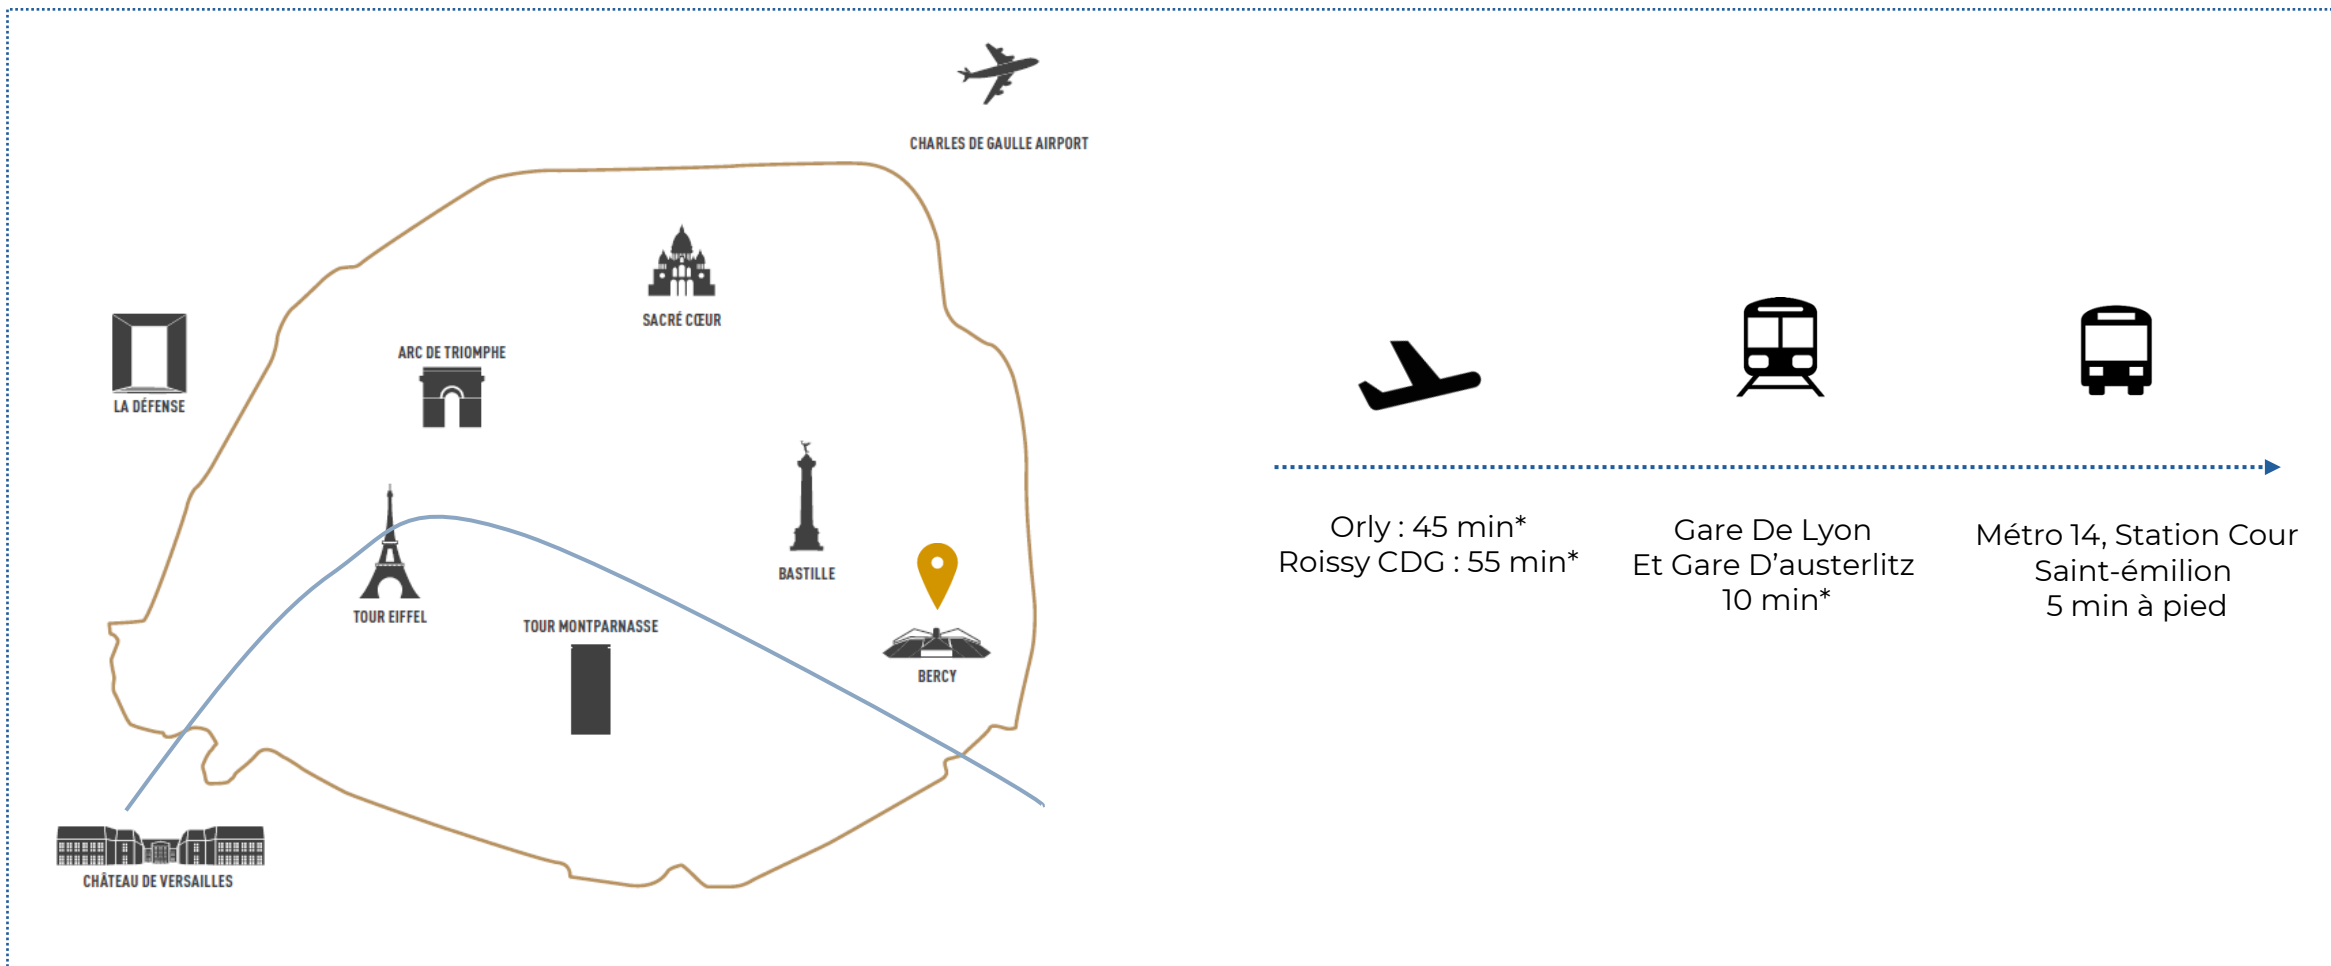 CHARLES DE GAULLE AIRPORT
SACRÉ CŒUR
ARC DE TRIOMPHE
LA DÉFENSE
BASTILLE
TOUR EIFFEL
TOUR MONTPARNASSE
BERCY
CHÂTEAU DE VERSAILLES
Orly : 45 min*
Roissy CDG : 55 min*
Gare De Lyon
Et Gare D’austerlitz
10 min*
Métro 14, Station Cour
Saint-émilion
5 min à pied